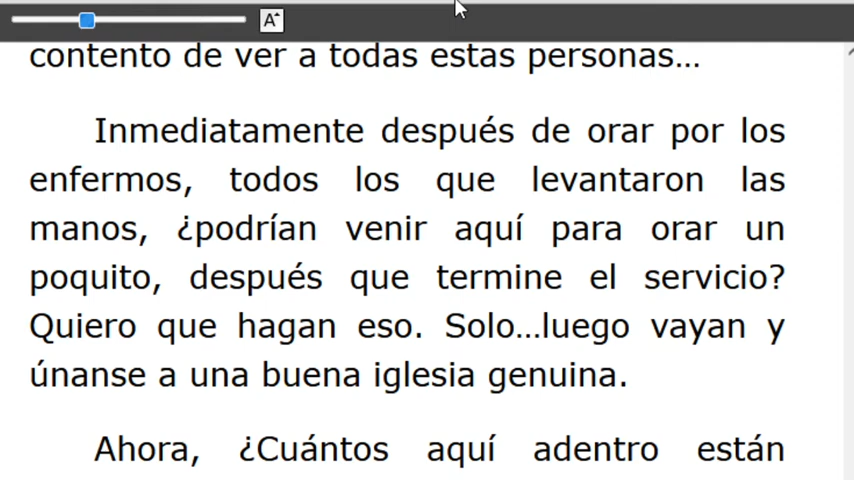 A
contento de ver a todas estas personas...
Inmediatamente después de orar por los
enfermos, todos los que levantaron las
manos, ¿podrían venir aquí para orar un
poquito, después que termine el servicio?
Quiero que hagan eso. Solo...luego vayan y
únanse a una buena iglesia genuina.
Ahora, ¿Cuántos aquí adentro están